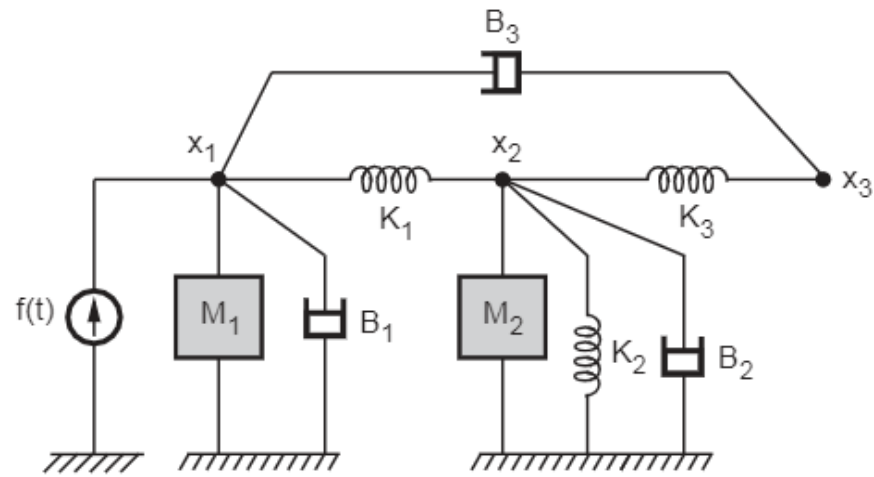 B₃
x₁
x₂
x₃
K₁
K₃
f(t)
M₁
B₁
M₂
K₂
B₂